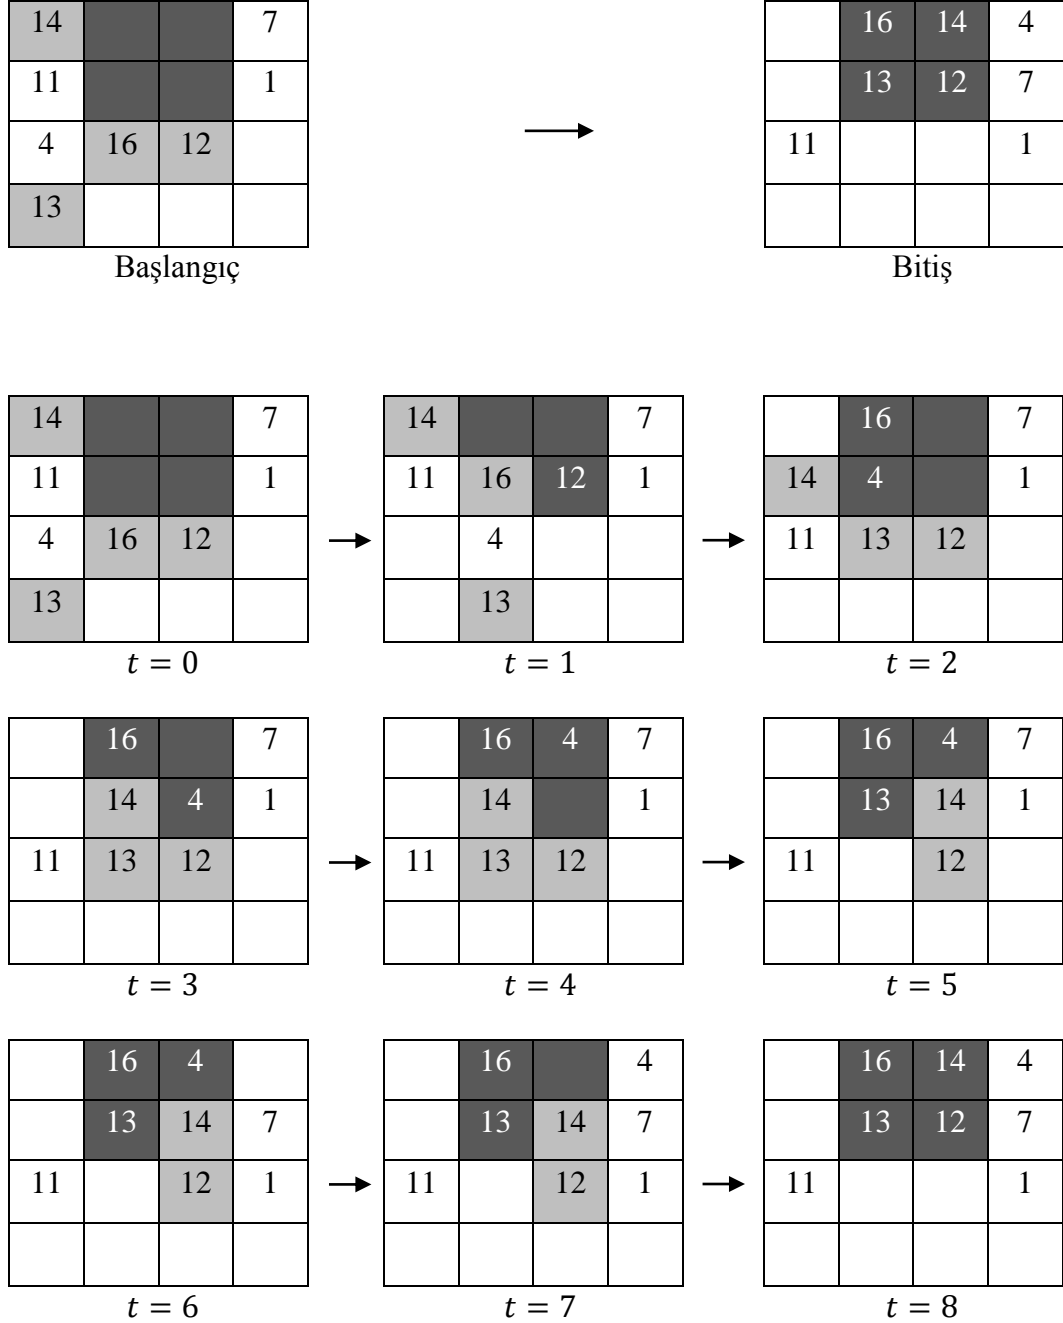 14 7 16 14 4
11 1 13 12 7
4 16 12 11 1
13
Başlangıç Bitiş
14 7 14 7 16 7
11 1 11 16 12 1 14 4 1
4 16 12 4 11 13 12
13 13
t = 0 t = 1 t = 2
16 7 16 4 7 16 4 7
14 4 1 14 1 13 14 1
11 13 12 11 13 12 11 12
t = 3 t = 4 t = 5
16 4 16 4 16 14 4
13 14 7 13 14 7 13 12 7
11 12 1 11 12 1 11 1
t = 6 t = 7 t = 8